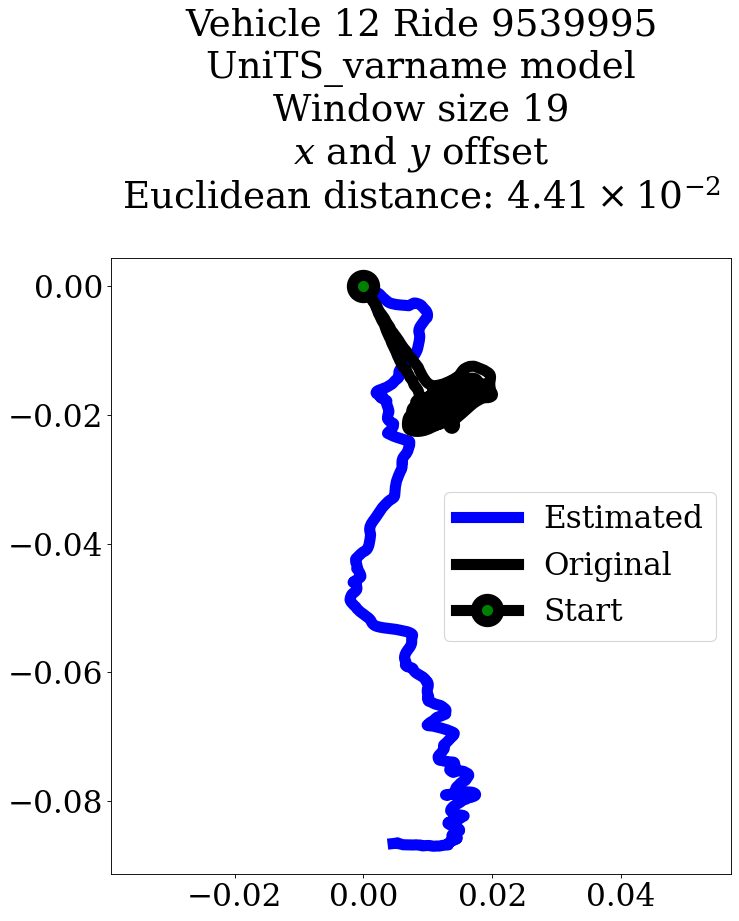 Vehicle 12 Ride 9539995
UniTS_varname model
Window size 19
x and y offset
Euclidean distance: 4.41 × 10⁻²
0.00
−0.02
−0.04
−0.06
−0.08
Estimated
Original
Start
−0.02 0.00 0.02 0.04